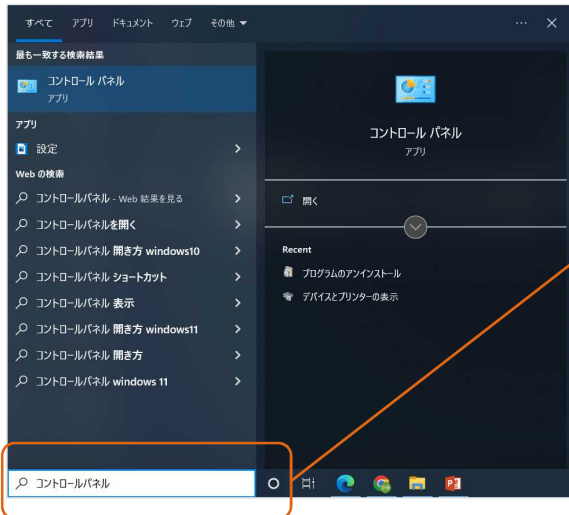 すべて アプリ ドキュメント ウェブ その他 ▼ ··· ×
最も一致する検索結果
コントロール パネル
アプリ
アプリ
設定
Web の検索
コントロールパネル - Web 結果を見る
コントロールパネルを開く
コントロールパネル 開き方 windows10
コントロールパネル ショートカット
コントロールパネル 表示
コントロールパネル 開き方 windows11
コントロールパネル 開き方
コントロールパネル windows 11
コントロール パネル
アプリ
開く
Recent
プログラムのアンインストール
デバイスとプリンターの表示
コントロールパネル